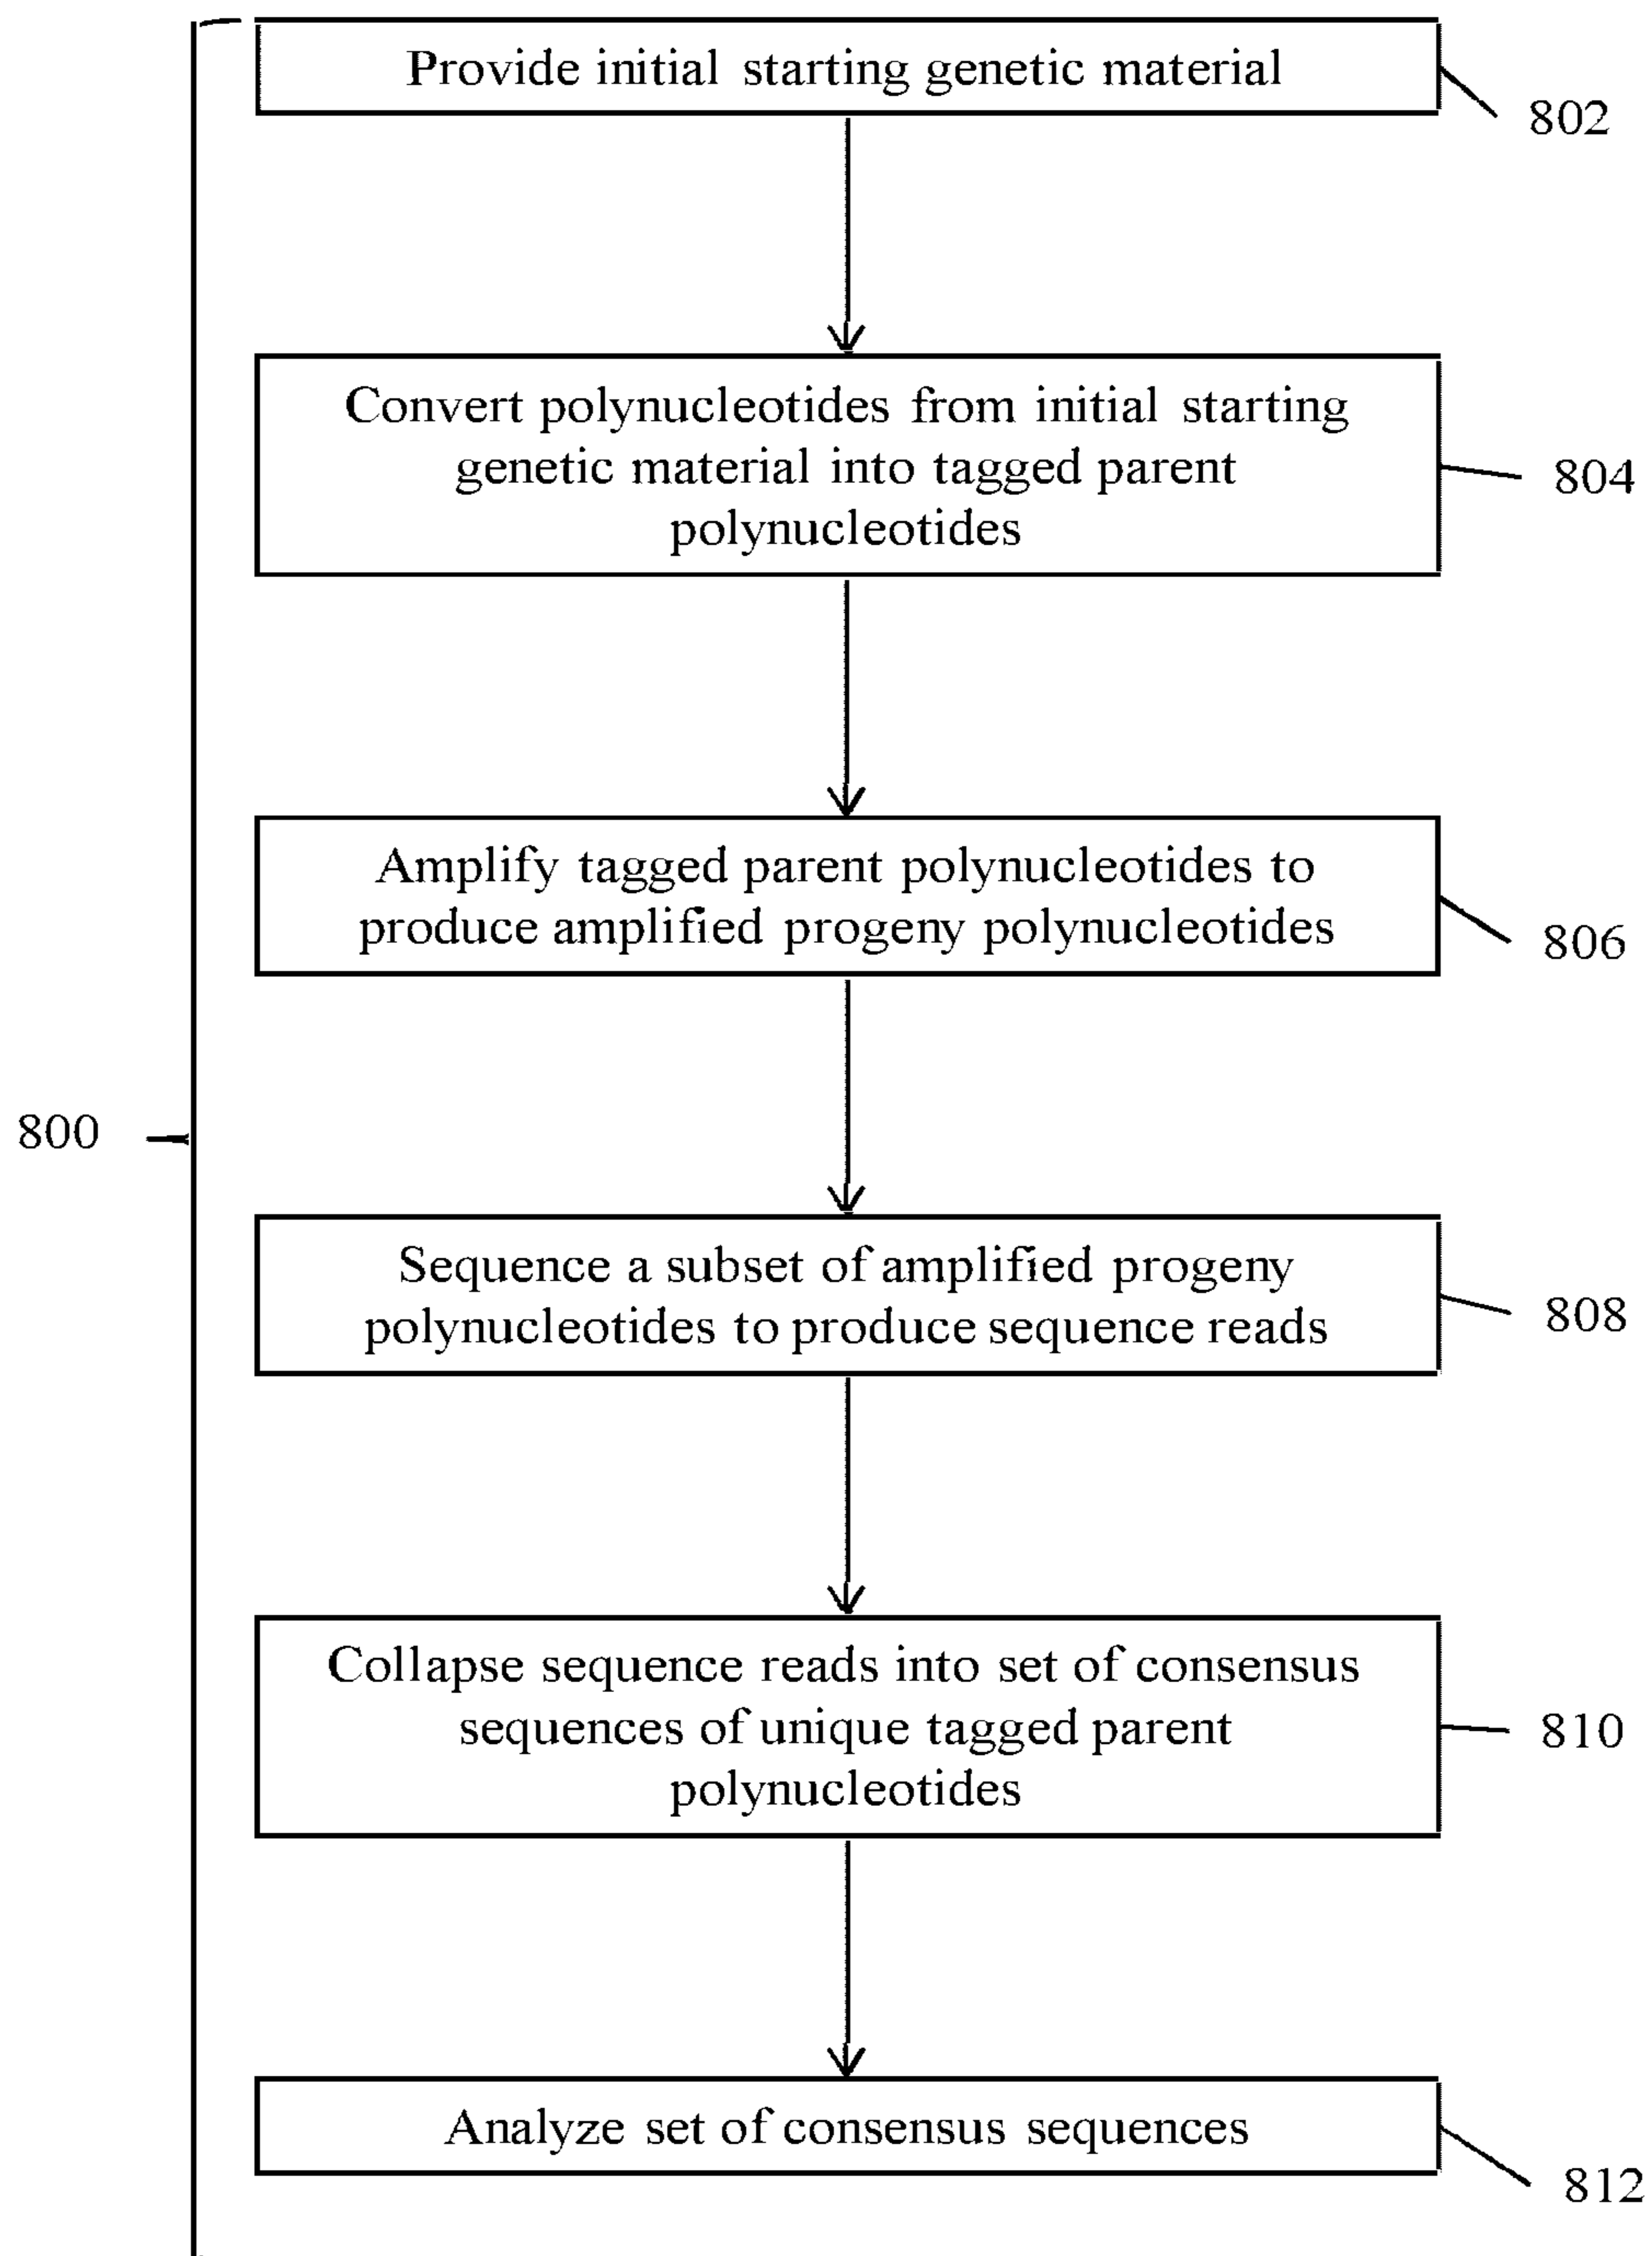 Provide initial starting genetic material
802
Convert polynucleotides from initial starting
genetic material into tagged parent
polynucleotides
804
Amplify tagged parent polynucleotides to
produce amplified progeny polynucleotides
806
800
Sequence a subset of amplified progeny
polynucleotides to produce sequence reads
808
Collapse sequence reads into set of consensus
sequences of unique tagged parent
polynucleotides
810
Analyze set of consensus sequences
812